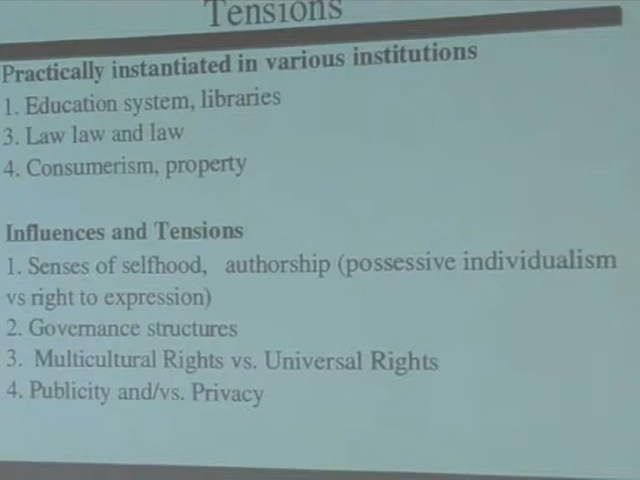 Tensions
Practically instantiated in various institutions
1. Education system, libraries
3. Law law and law
4. Consumerism, property
Influences and Tensions
1. Senses of selfhood, authorship (possessive individualism
vs right to expression)
2. Governance structures
3. Multicultural Rights vs. Universal Rights
4. Publicity and/vs. Privacy